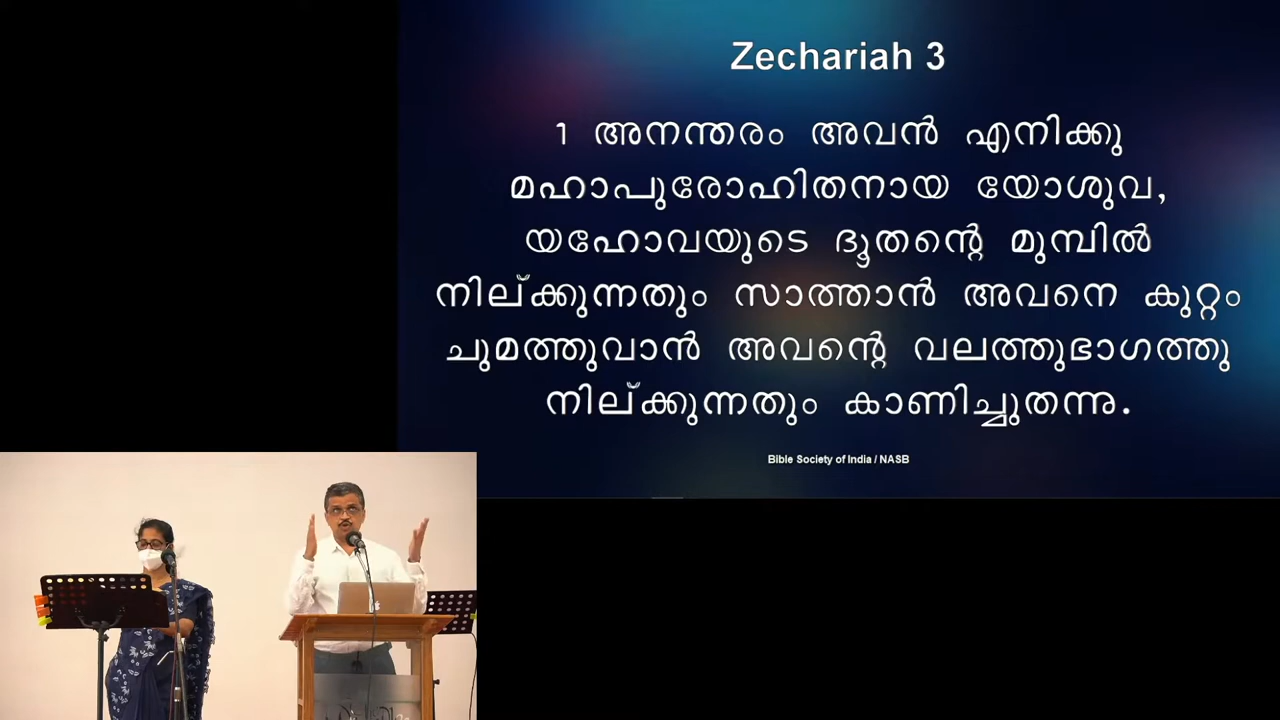 Zechariah 3
1 അനന്തരം അവൻ എനിക്കു
മഹാപുരോഹിതനായ യോശുവ,
യഹോവയുടെ ദൂതന്റെ മുമ്പിൽ
നില്ക്കുന്നതും സാത്താൻ അവനെ കുറ്റം
ചുമത്തുവാൻ അവന്റെ വലത്തുഭാഗത്തു
നില്ക്കുന്നതും കാണിച്ചുതന്നു.
Bible Society of India / NASB